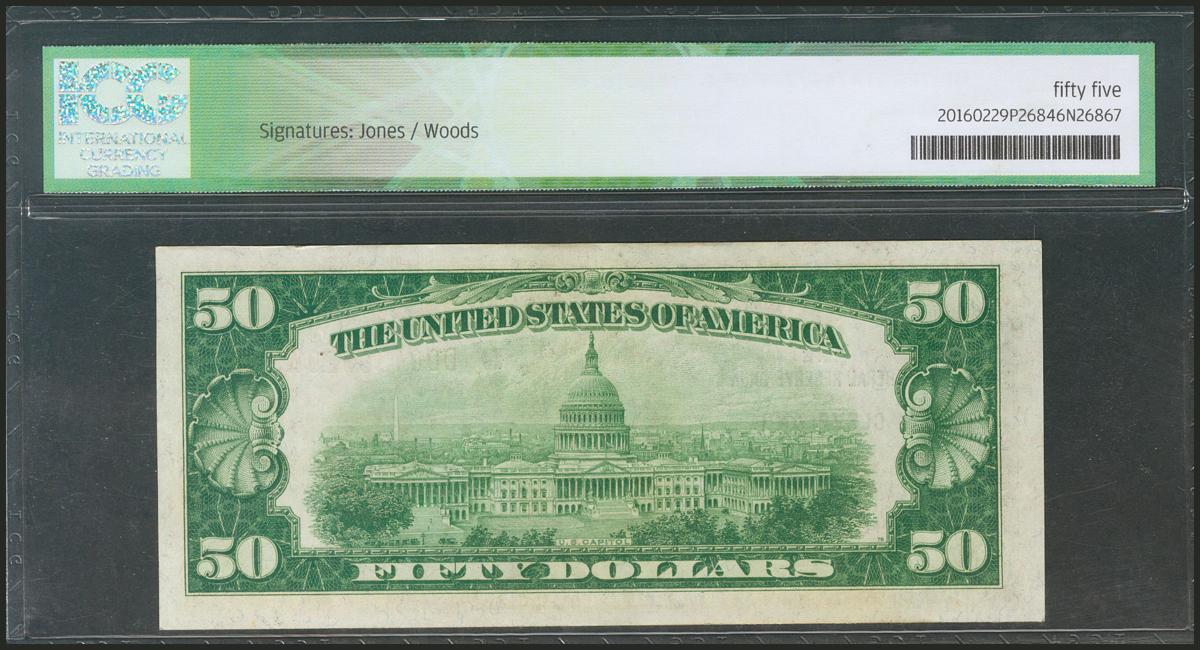 ICG
INTERNATIONAL
CURRENCY
GRADING
Signatures: Jones / Woods
fifty five
20160229P26846N26867
50
50
THE UNITED STATES OF AMERICA
U.S. CAPITOL
50
50
FIFTY DOLLARS